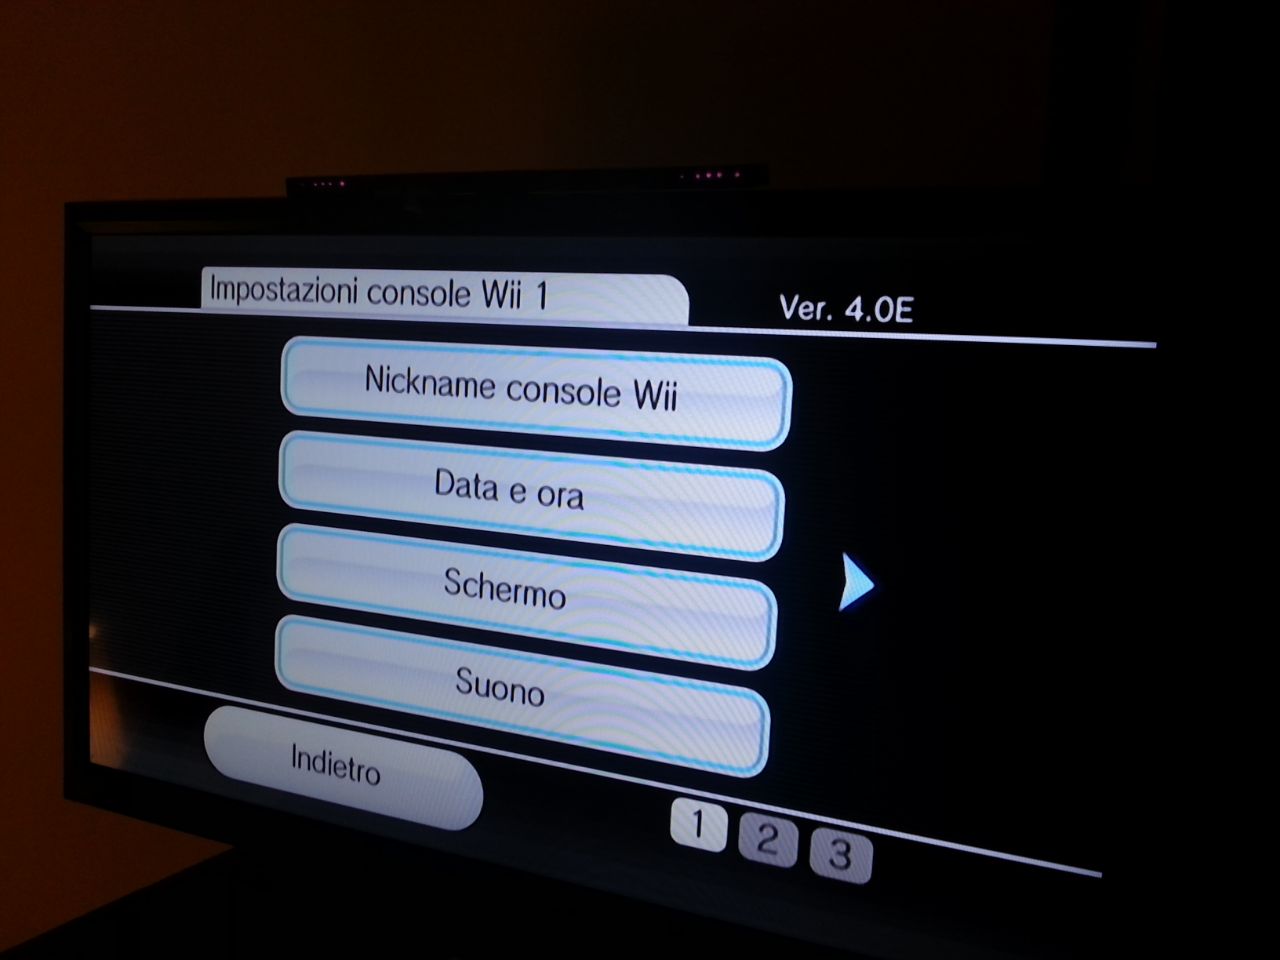 Impostazioni console Wii 1
Ver. 4.0E
Nickname console Wii
Data e ora
Schermo
Suono
Indietro
1 2 3